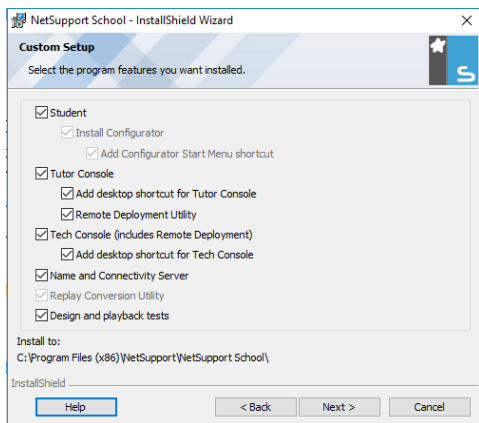 NetSupport School - InstallShield Wizard
Custom Setup
Select the program features you want installed.
S
Student
Install Configurator
Add Configurator Start Menu shortcut
Tutor Console
Add desktop shortcut for Tutor Console
Remote Deployment Utility
Tech Console (includes Remote Deployment)
Add desktop shortcut for Tech Console
Name and Connectivity Server
Replay Conversion Utility
Design and playback tests
Install to:
C:\Program Files (x86)\NetSupport\NetSupport School\
InstallShield
Help < Back Next > Cancel